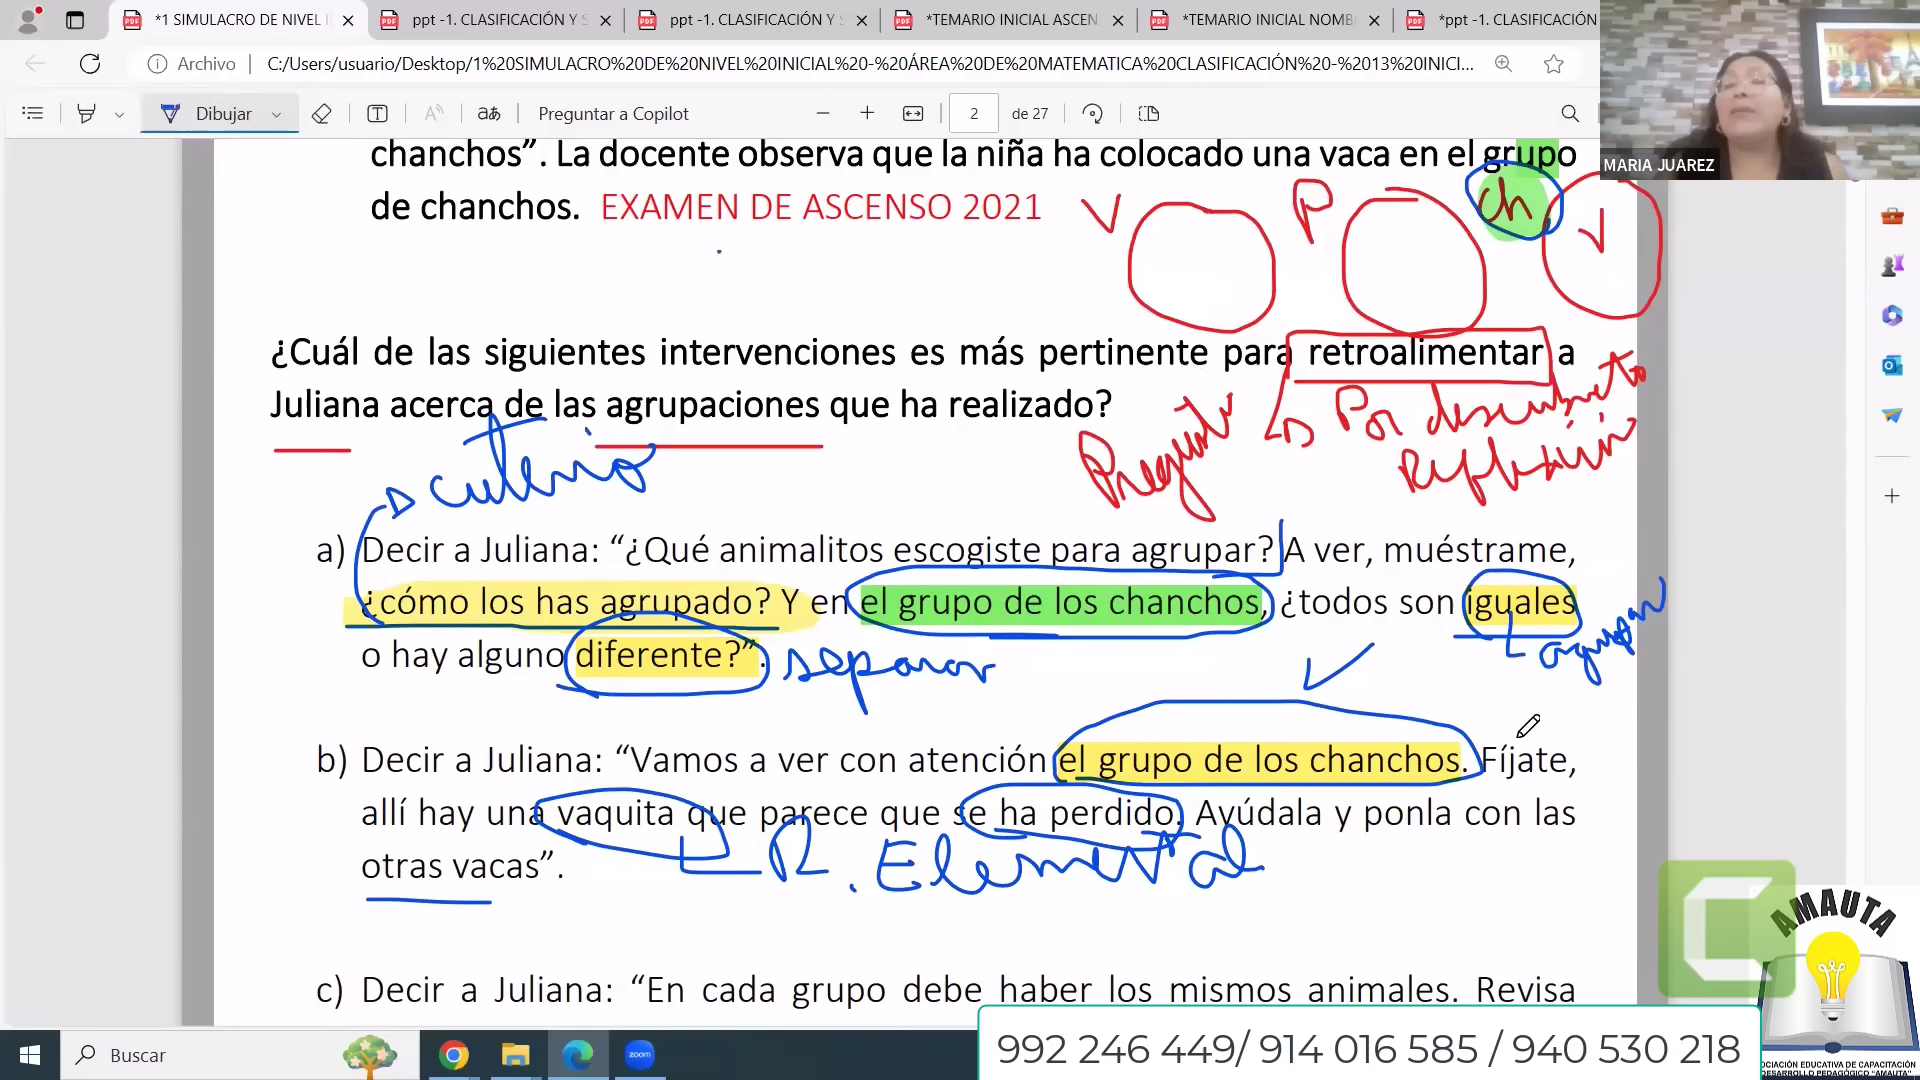 *1 SIMULACRO DE NIVEL I
ppt -1. CLASIFICACIÓN Y S
ppt -1. CLASIFICACIÓN Y S
*TEMARIO INICIAL ASCEN
*TEMARIO INICIAL NOMB
*ppt -1. CLASIFICACIÓN
Archivo
C:/Users/usuario/Desktop/1%20SIMULACRO%20DE%20NIVEL%20INICIAL%20-%20ÁREA%20DE%20MATEMATICA%20CLASIFICACIÓN%20-%2013%20INICI...
Dibujar
Preguntar a Copilot
2
de 27
MARIA JUAREZ
chanchos”. La docente observa que la niña ha colocado una vaca en el grupo
de chanchos. EXAMEN DE ASCENSO 2021
V
P
ch
V
¿Cuál de las siguientes intervenciones es más pertinente para retroalimentar a
Juliana acerca de las agrupaciones que ha realizado?
Por descubrimiento
Reflexión
criterio
a) Decir a Juliana: “¿Qué animalitos escogiste para agrupar? A ver, muéstrame,
¿cómo los has agrupado? Y en el grupo de los chanchos, ¿todos son iguales
o hay alguno diferente?”.
separar
agrupar
b) Decir a Juliana: “Vamos a ver con atención el grupo de los chanchos. Fíjate,
allí hay una vaquita que parece que se ha perdido. Ayúdala y ponla con las
otras vacas”.
R. Elemental
c) Decir a Juliana: “En cada grupo debe haber los mismos animales. Revisa
992 246 449/ 914 016 585 / 940 530 218
AMAUTA
Buscar
zoom